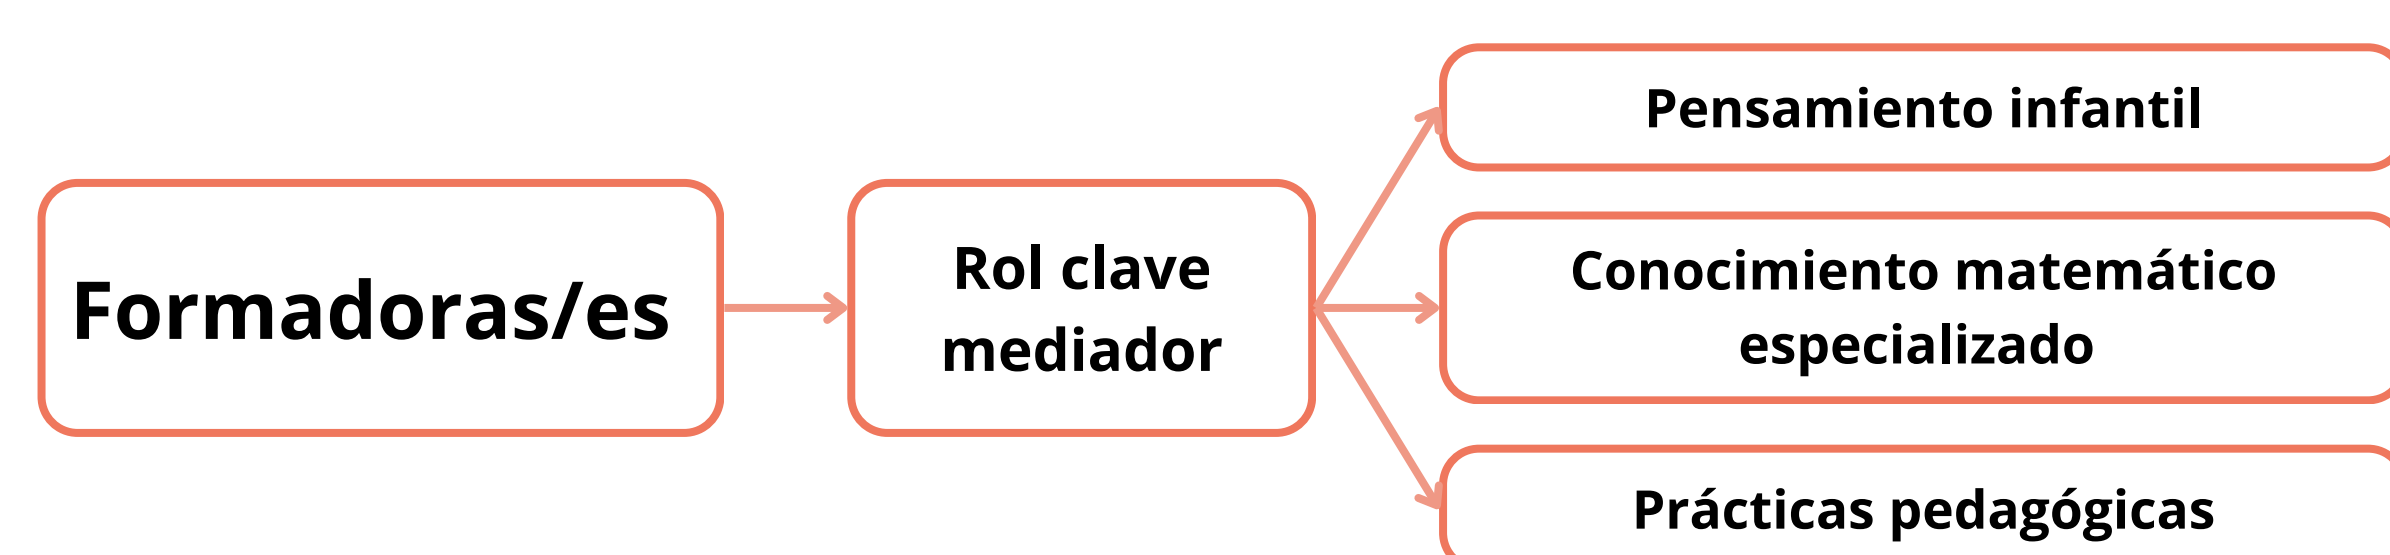 Formadoras/es
Rol clave
mediador
Pensamiento infantil
Conocimiento matemático
especializado
Prácticas pedagógicas